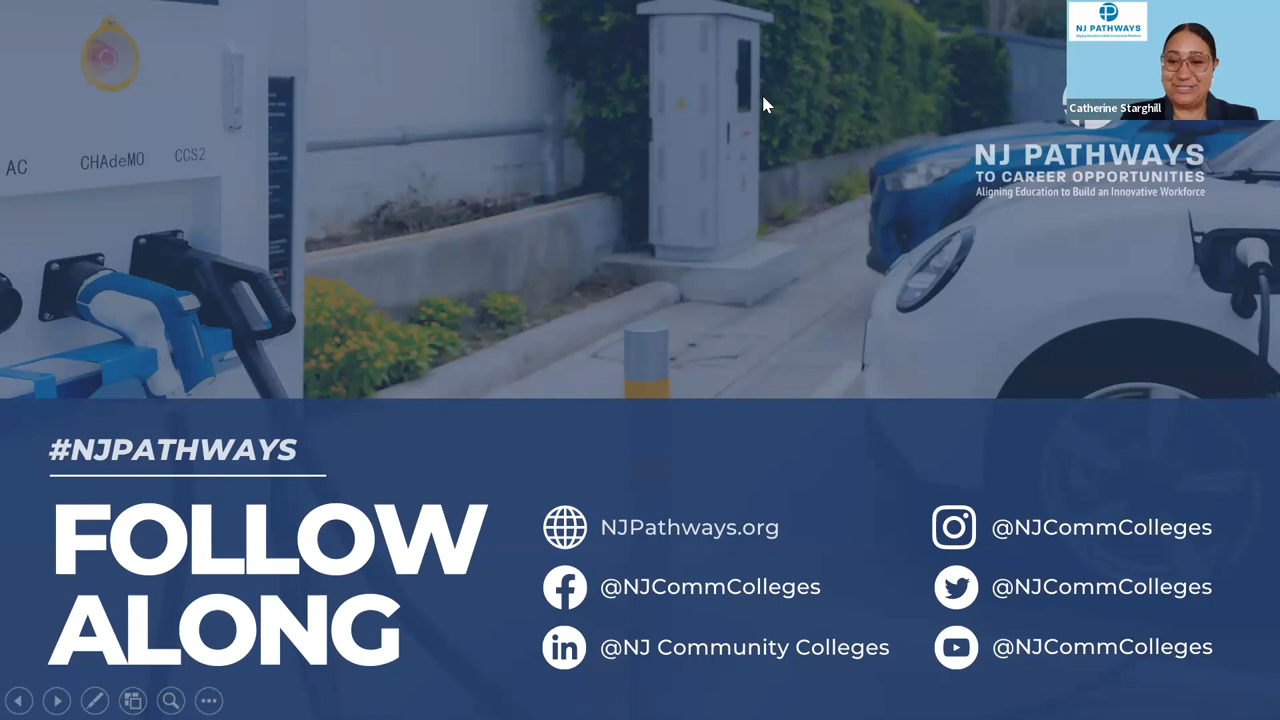 NJ PATHWAYS
Catherine Starghill
AC
CHAdeMO
CCS2
NJ PATHWAYS
TO CAREER OPPORTUNITIES
Aligning Education to Build an Innovative Workforce
#NJPATHWAYS
FOLLOW
ALONG
NJPathways.org
@NJCommColleges
@NJ Community Colleges
@NJCommColleges
@NJCommColleges
@NJCommColleges